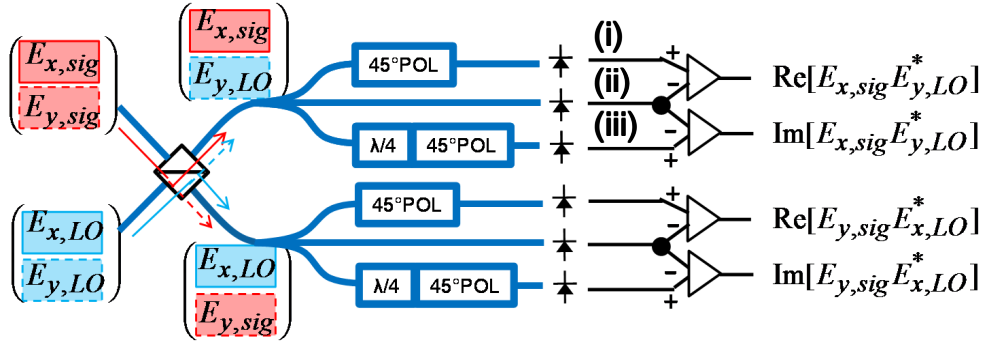 E_{x,sig}
E_{y,sig}
E_{x,LO}
E_{y,LO}
E_{x,sig}
E_{y,LO}
E_{x,LO}
E_{y,sig}
45°POL
λ/4 45°POL
45°POL
λ/4 45°POL
(i)
(ii)
(iii)
+
-
-
+
+
-
-
+
Re[E_{x,sig}E^*_{y,LO}]
Im[E_{x,sig}E^*_{y,LO}]
Re[E_{y,sig}E^*_{x,LO}]
Im[E_{y,sig}E^*_{x,LO}]